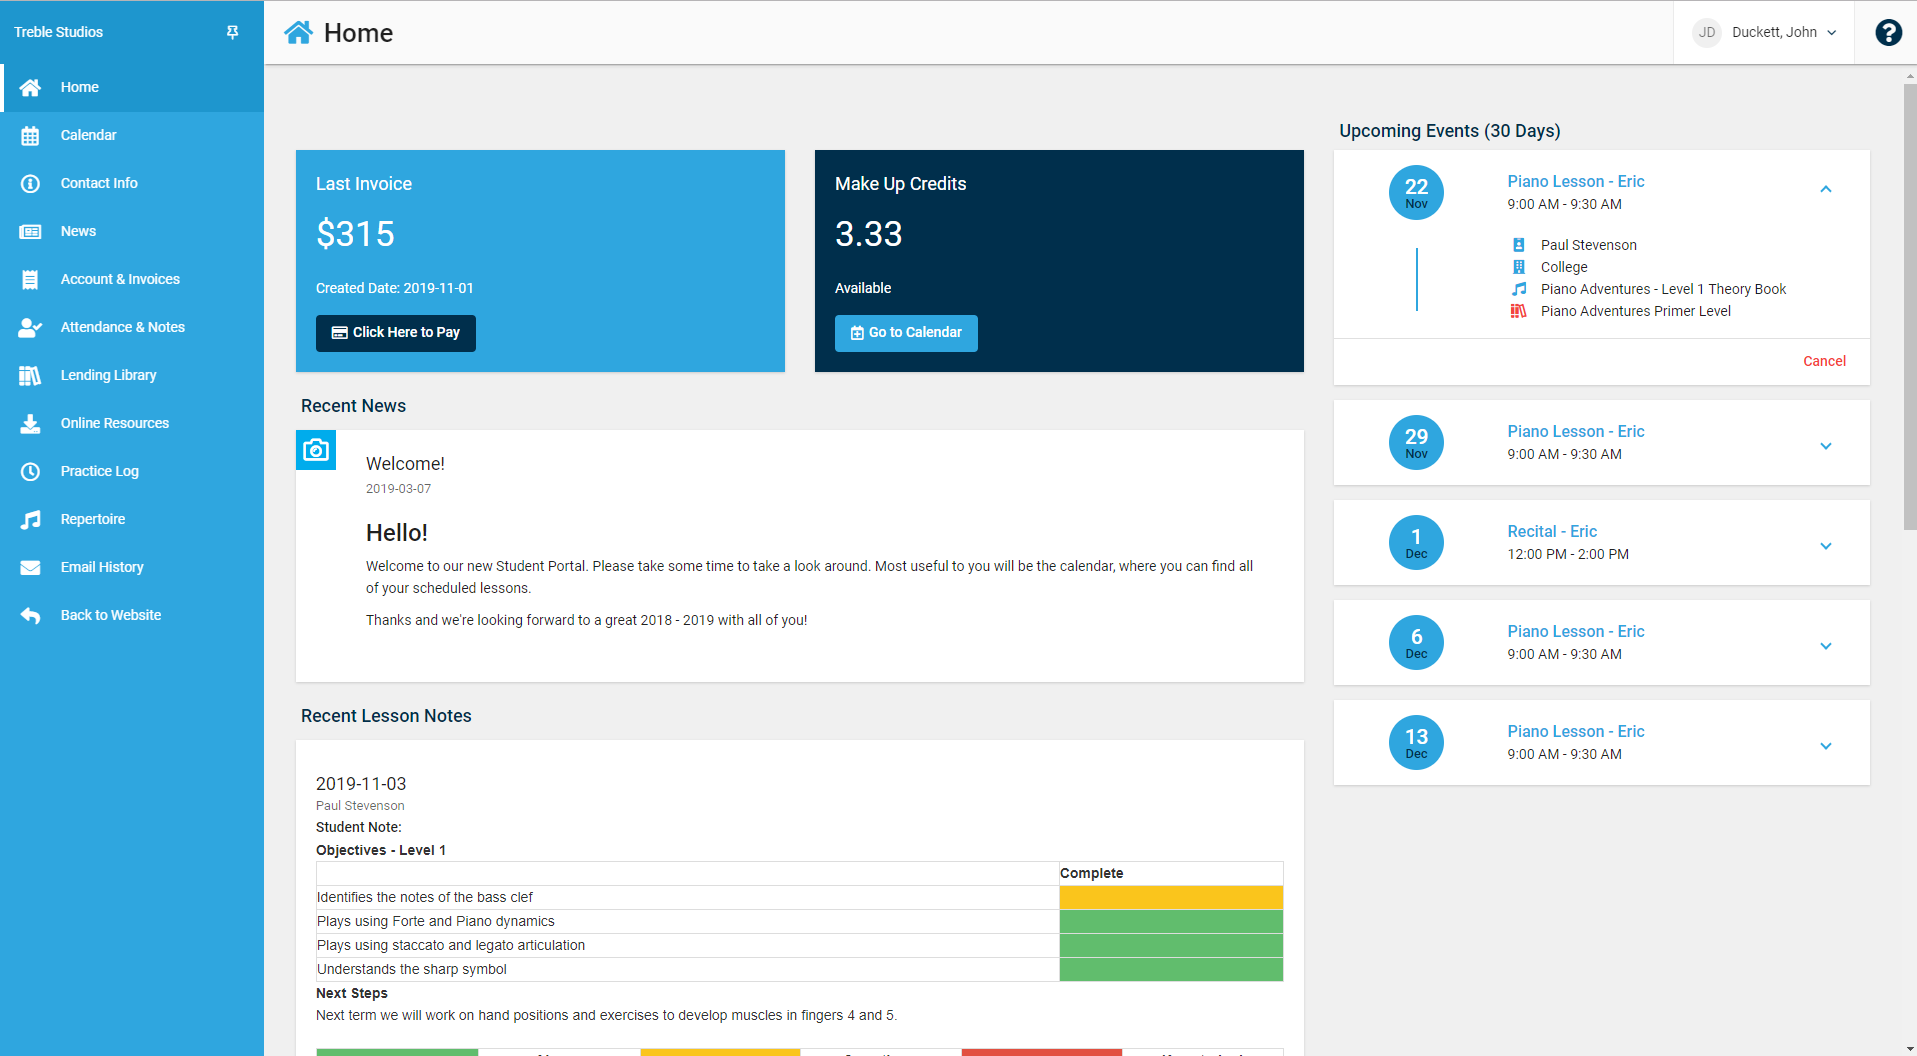 Treble Studios
Home
Calendar
Contact Info
News
Account & Invoices
Attendance & Notes
Lending Library
Online Resources
Practice Log
Repertoire
Email History
Back to Website
Home
JD
Duckett, John
?
Last Invoice
$315
Created Date: 2019-11-01
Click Here to Pay
Make Up Credits
3.33
Available
Go to Calendar
Recent News
Welcome!
2019-03-07
Hello!
Welcome to our new Student Portal. Please take some time to take a look around. Most useful to you will be the calendar, where you can find all
of your scheduled lessons.
Thanks and we're looking forward to a great 2018 - 2019 with all of you!
Recent Lesson Notes
2019-11-03
Paul Stevenson
Student Note:
Objectives - Level 1
Complete
Identifies the notes of the bass clef
Plays using Forte and Piano dynamics
Plays using staccato and legato articulation
Understands the sharp symbol
Next Steps
Next term we will work on hand positions and exercises to develop muscles in fingers 4 and 5.
Upcoming Events (30 Days)
22
Nov
Piano Lesson - Eric
9:00 AM - 9:30 AM
Paul Stevenson
College
Piano Adventures - Level 1 Theory Book
Piano Adventures Primer Level
Cancel
29
Nov
Piano Lesson - Eric
9:00 AM - 9:30 AM
1
Dec
Recital - Eric
12:00 PM - 2:00 PM
6
Dec
Piano Lesson - Eric
9:00 AM - 9:30 AM
13
Dec
Piano Lesson - Eric
9:00 AM - 9:30 AM